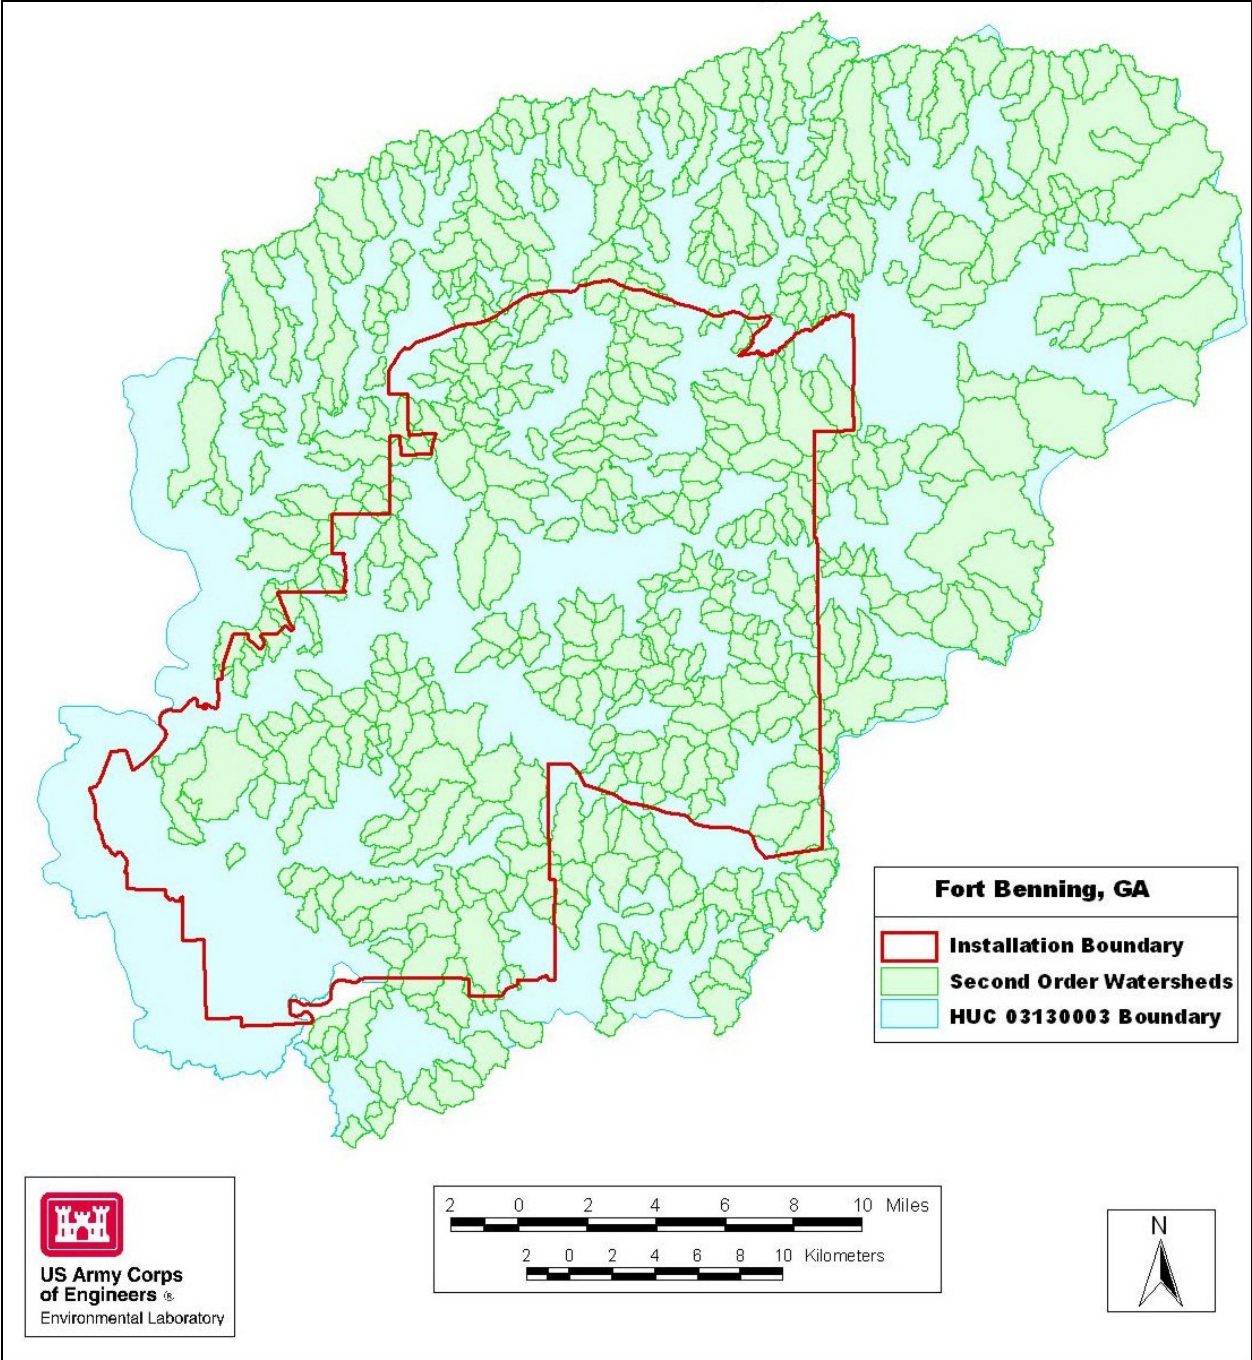 Fort Benning, GA
Installation Boundary
Second Order Watersheds
HUC 03130003 Boundary
US Army Corps
of Engineers ®
Environmental Laboratory
2 0 2 4 6 8 10 Miles
2 0 2 4 6 8 10 Kilometers
N